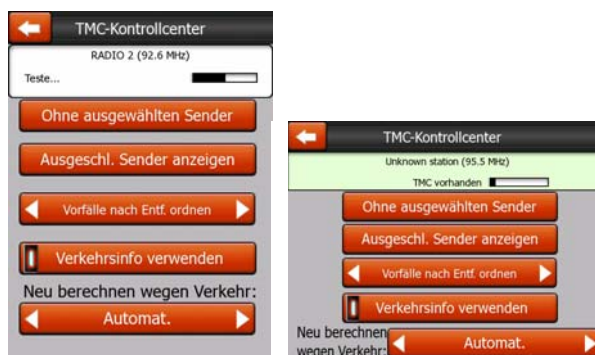 TMC-Kontrollcenter
RADIO 2 (92.6 MHz)
Teste...
Ohne ausgewählten Sender
Ausgeschl. Sender anzeigen
Vorfälle nach Entf. ordnen
Verkehrsinfo verwenden
Neu berechnen wegen Verkehr:
Automat.
TMC-Kontrollcenter
Unknown station (95.5 MHz)
TMC vorhanden
Ohne ausgewählten Sender
Ausgeschl. Sender anzeigen
Vorfälle nach Entf. ordnen
Verkehrsinfo verwenden
Neu berechnen
wegen Verkehr:
Automat.